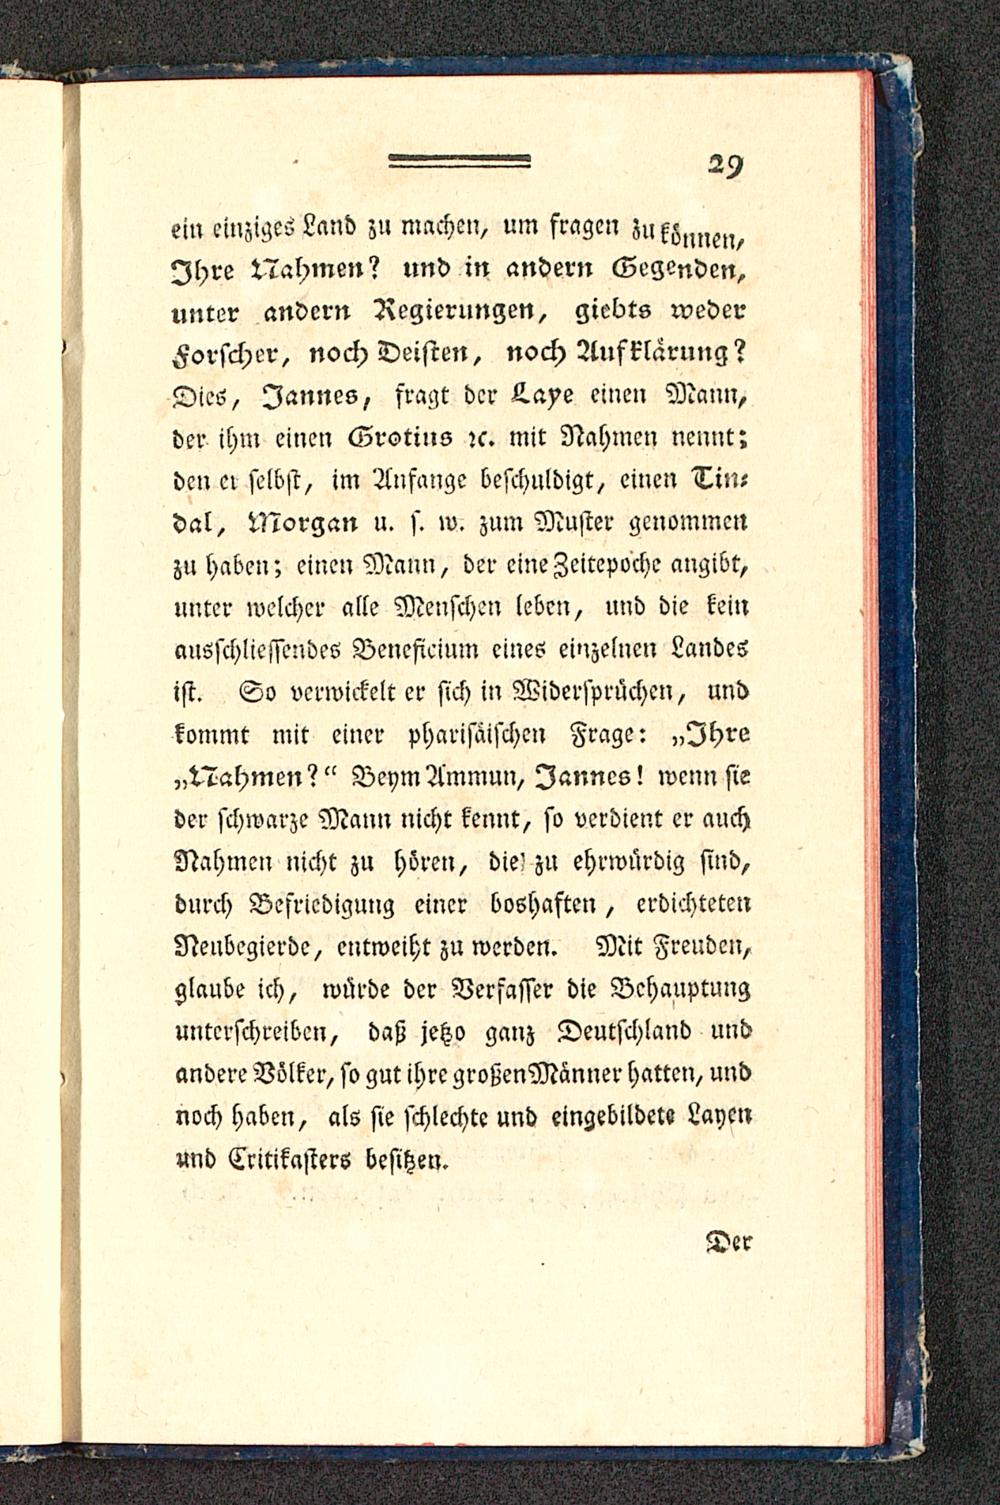 29
ein einziges Land zu machen, um fragen zu können,
Ihre Nahmen? und in andern Gegenden,
unter andern Regierungen, giebts weder
Forscher, noch Deisten, noch Aufklärung?
Dies, Jannes, fragt der Laye einen Mann,
der ihm einen Grotius ꝛc. mit Nahmen nennt;
den er selbst, im Anfange beschuldigt, einen Tin⸗
dal, Morgan u. s. w. zum Muster genommen
zu haben; einen Mann, der eine Zeitepoche angibt,
unter welcher alle Menschen leben, und die kein
ausschliessendes Beneficium eines einzelnen Landes
ist. So verwickelt er sich in Widersprüchen, und
kommt mit einer pharisäischen Frage: „Ihre
„Nahmen?“ Beym Ammun, Jannes! wenn sie
der schwarze Mann nicht kennt, so verdient er auch
Nahmen nicht zu hören, die zu ehrwürdig sind,
durch Befriedigung einer boshaften, erdichteten
Neubegierde, entweiht zu werden. Mit Freuden,
glaube ich, würde der Verfasser die Behauptung
unterschreiben, daß jetzo ganz Deutschland und
andere Völker, so gut ihre großen Männer hatten, und
noch haben, als sie schlechte und eingebildete Layen
und Critikasters besitzen.
Der